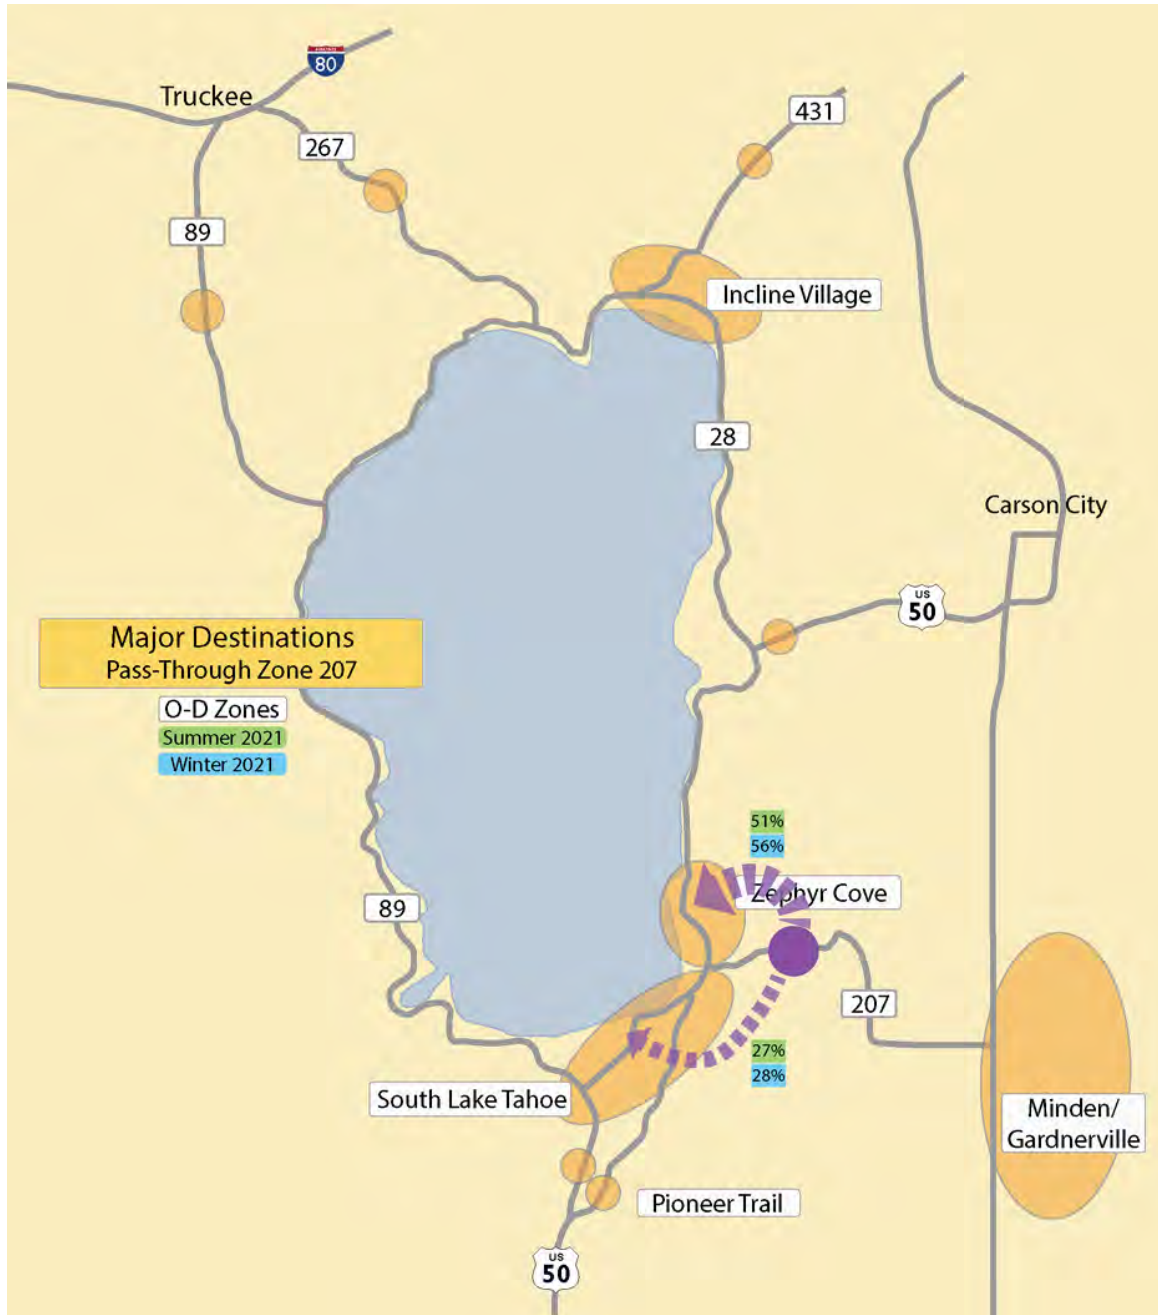 INTERSTATE
80
Truckee
431
267
89
Incline Village
28
Carson City
US
50
Major Destinations
Pass-Through Zone 207
O-D Zones
Summer 2021
Winter 2021
51%
56%
Zephyr Cove
89
207
27%
28%
South Lake Tahoe
Minden/
Gardnerville
Pioneer Trail
US
50